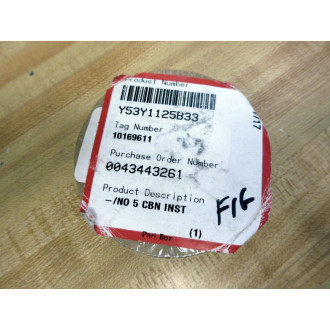 Product Number
Y53Y1125B33
Tag Number
10169611
Purchase Order Number
0043443261
Product Description
-/NO 5 CBN INST
FIG
Part Box
(1)